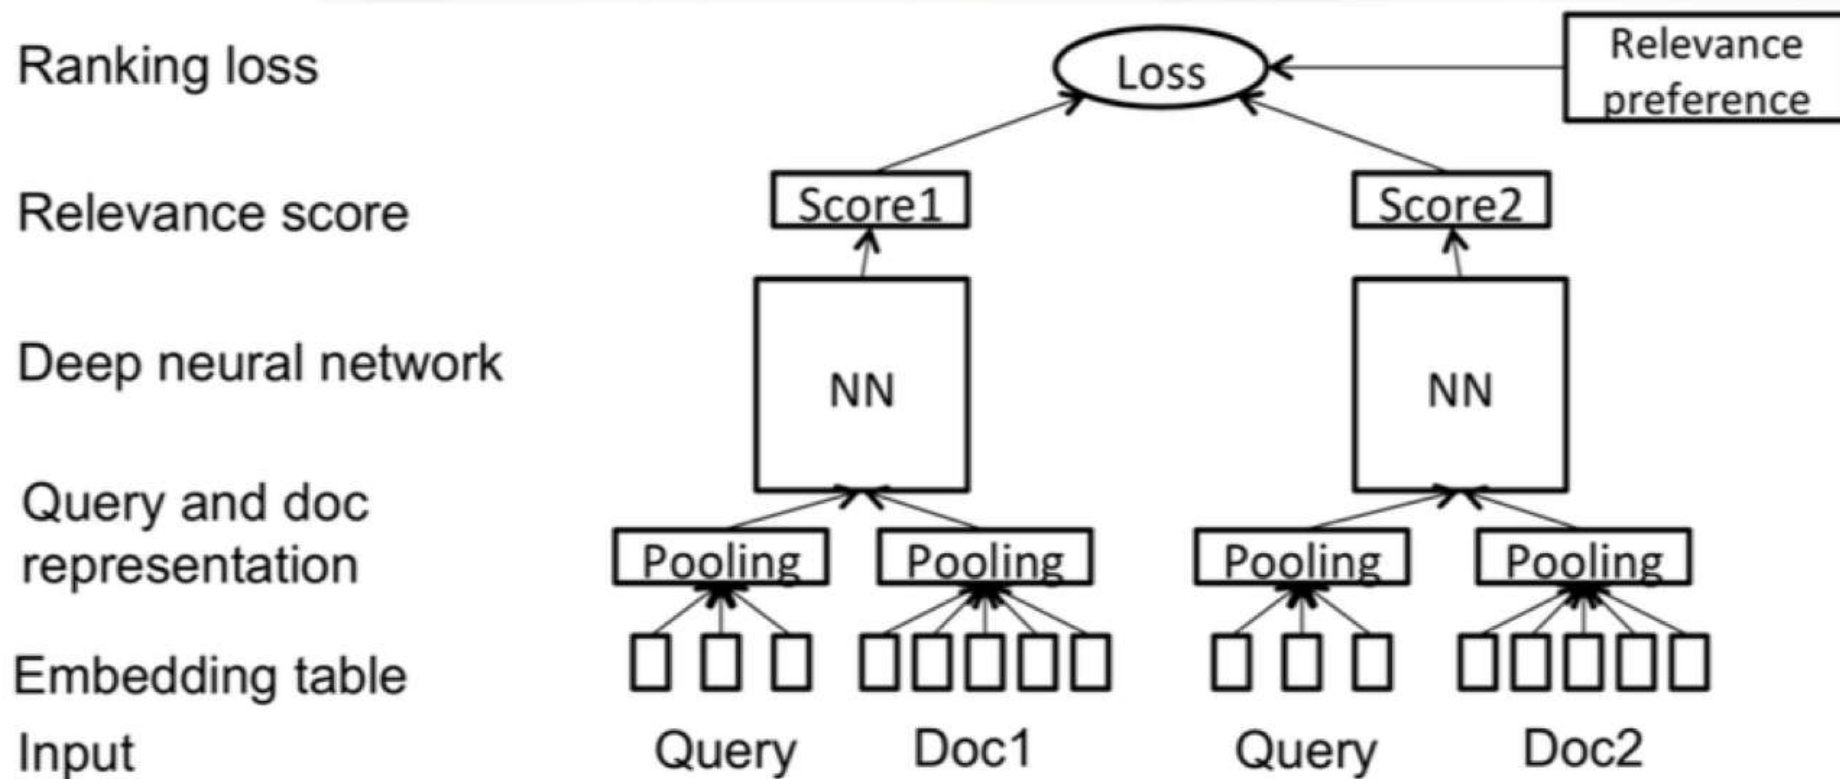 Ranking loss
Loss
Relevance
preference
Relevance score
Score1
Score2
Deep neural network
NN
NN
Query and doc
representation
Pooling
Pooling
Pooling
Pooling
Embedding table
Input
Query
Doc1
Query
Doc2